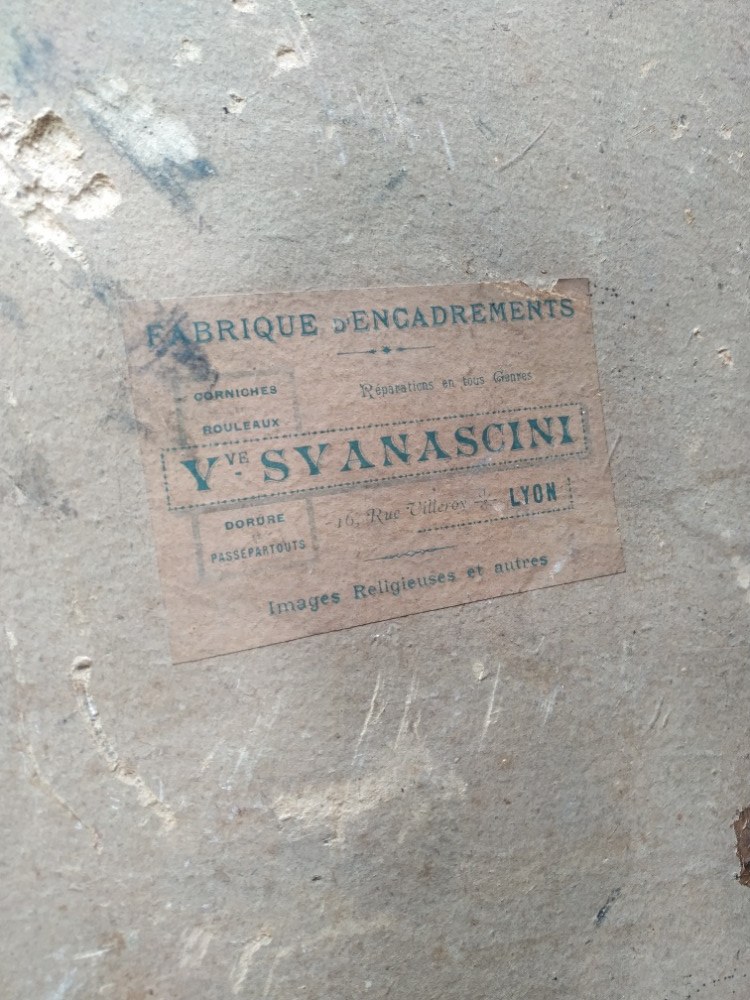 FABRIQUE D'ENCADREMENTS
CORNICHES
ROULEAUX
Réparations en tous Genres
Vve SVANASCINI
DORURE
PASSÉPARTOUTS
16, Rue Villeroy LYON
Images Religieuses et autres